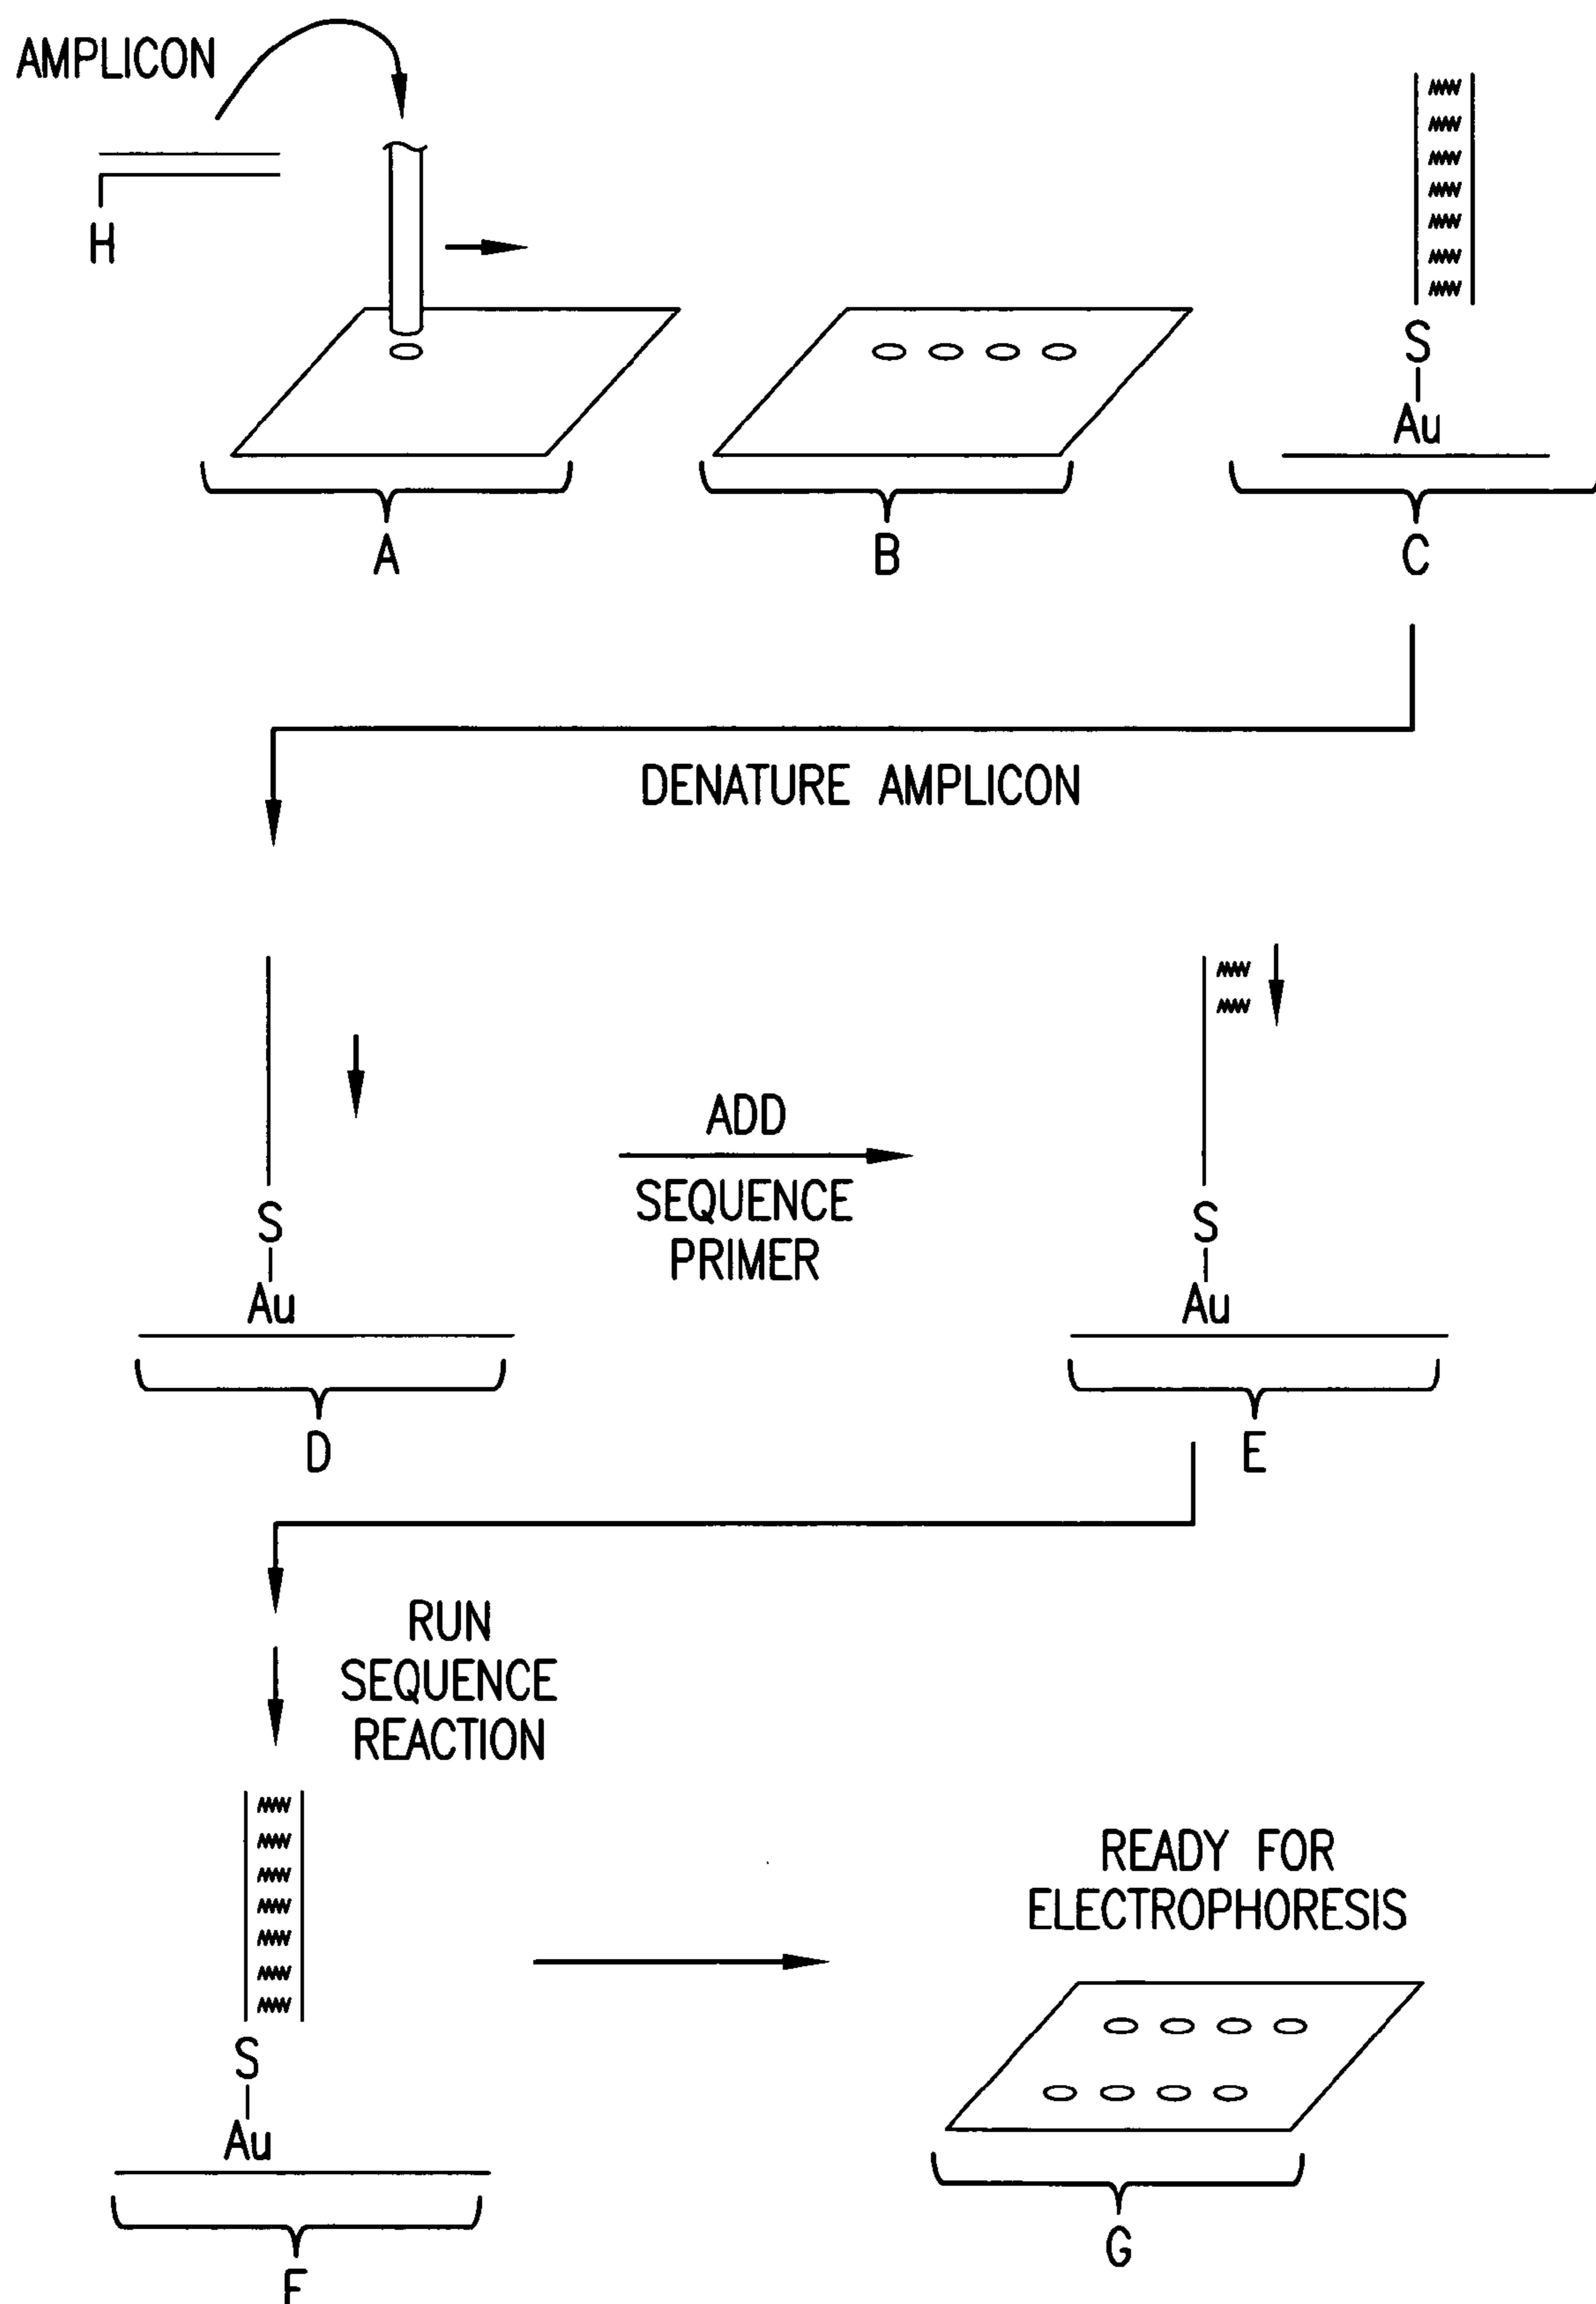 AMPLICON
H
S
Au
A
B
C
DENATURE AMPLICON
ADD
SEQUENCE
PRIMER
S
Au
S
Au
D
E
RUN
SEQUENCE
REACTION
READY FOR
ELECTROPHORESIS
S
Au
G
F